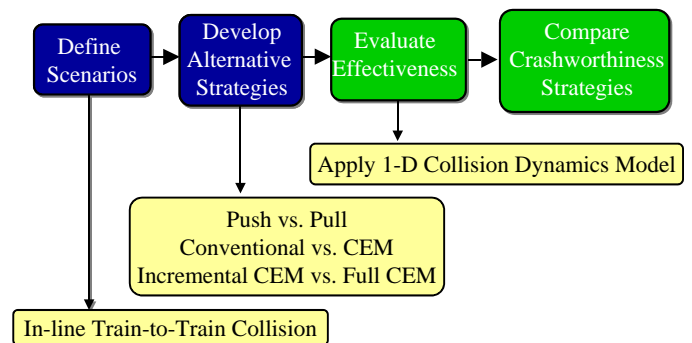 Define
Scenarios
Develop
Alternative
Strategies
Evaluate
Effectiveness
Compare
Crashworthiness
Strategies
Apply 1-D Collision Dynamics Model
Push vs. Pull
Conventional vs. CEM
Incremental CEM vs. Full CEM
In-line Train-to-Train Collision